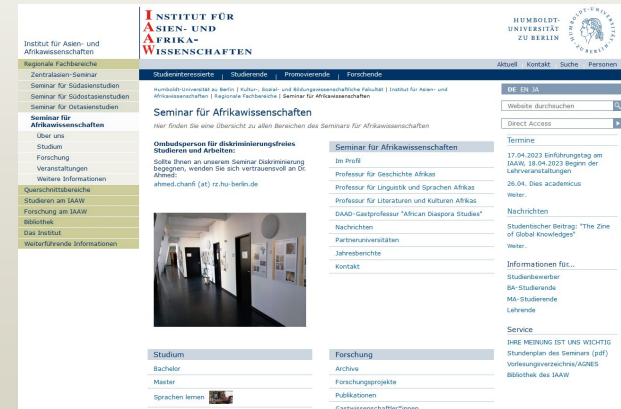 INSTITUT FÜR
ASIEN- UND
AFRIKA-
WISSENSCHAFTEN
HUMBOLDT-
UNIVERSITÄT
ZU BERLIN
HUMBOLDT-UNIVERSITÄT ZU BERLIN
Institut für Asien- und
Afrikawissenschaften
Aktuell Kontakt Suche Personen
Regionale Fachbereiche
Zentralasien-Seminar
Seminar für Südasienstudien
Seminar für Südostasienstudien
Seminar für Ostasienstudien
Seminar für
Afrikawissenschaften
Über uns
Studium
Forschung
Veranstaltungen
Weitere Informationen
Querschnittsbereiche
Studieren am IAAW
Forschung am IAAW
Bibliothek
Das Institut
Weiterführende Informationen
Studieninteressierte | Studierende | Promovierende | Forschende
Humboldt-Universität zu Berlin | Kultur-, Sozial- und Bildungswissenschaftliche Fakultät | Institut für Asien- und
Afrikawissenschaften | Regionale Fachbereiche | Seminar für Afrikawissenschaften
Seminar für Afrikawissenschaften
Hier finden Sie eine Übersicht zu allen Bereichen des Seminars für Afrikawissenschaften
Ombudsperson für diskriminierungsfreies
Studieren und Arbeiten:
Sollte Ihnen an unserem Seminar Diskriminierung
begegnen, wenden Sie sich vertrauensvoll an Dr.
Ahmed:
ahmed.chanfi (at) rz.hu-berlin.de
Seminar für Afrikawissenschaften
Im Profil
Professur für Geschichte Afrikas
Professur für Linguistik und Sprachen Afrikas
Professur für Literaturen und Kulturen Afrikas
DAAD-Gastprofessur "African Diaspora Studies"
Nachrichten
Partneruniversitäten
Jahresberichte
Kontakt
Studium
Bachelor
Master
Sprachen lernen
Forschung
Archive
Forschungsprojekte
Publikationen
Gastwissenschaftler*innen
DE EN JA
Website durchsuchen
Direct Access
Termine
17.04.2023 Einführungstag am
IAAW, 18.04.2023 Beginn der
Lehrveranstaltungen
26.04. Dies academicus
Weiter.
Nachrichten
Studentischer Beitrag: "The Zine
of Global Knowledges"
Weiter.
Informationen für...
Studienbewerber
BA-Studierende
MA-Studierende
Lehrende
Service
IHRE MEINUNG IST UNS WICHTIG
Stundenplan des Seminars (pdf)
Vorlesungsverzeichnis/AGNES
Bibliothek des IAAW